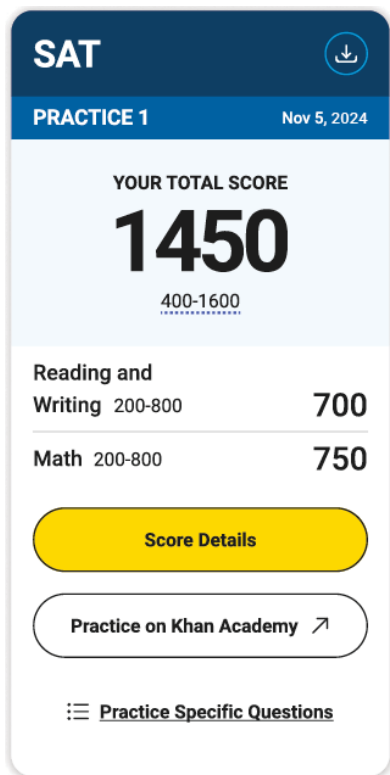 SAT
PRACTICE 1 Nov 5, 2024
YOUR TOTAL SCORE
1450
400-1600
Reading and
Writing 200-800 700
Math 200-800 750
Score Details
Practice on Khan Academy
Practice Specific Questions